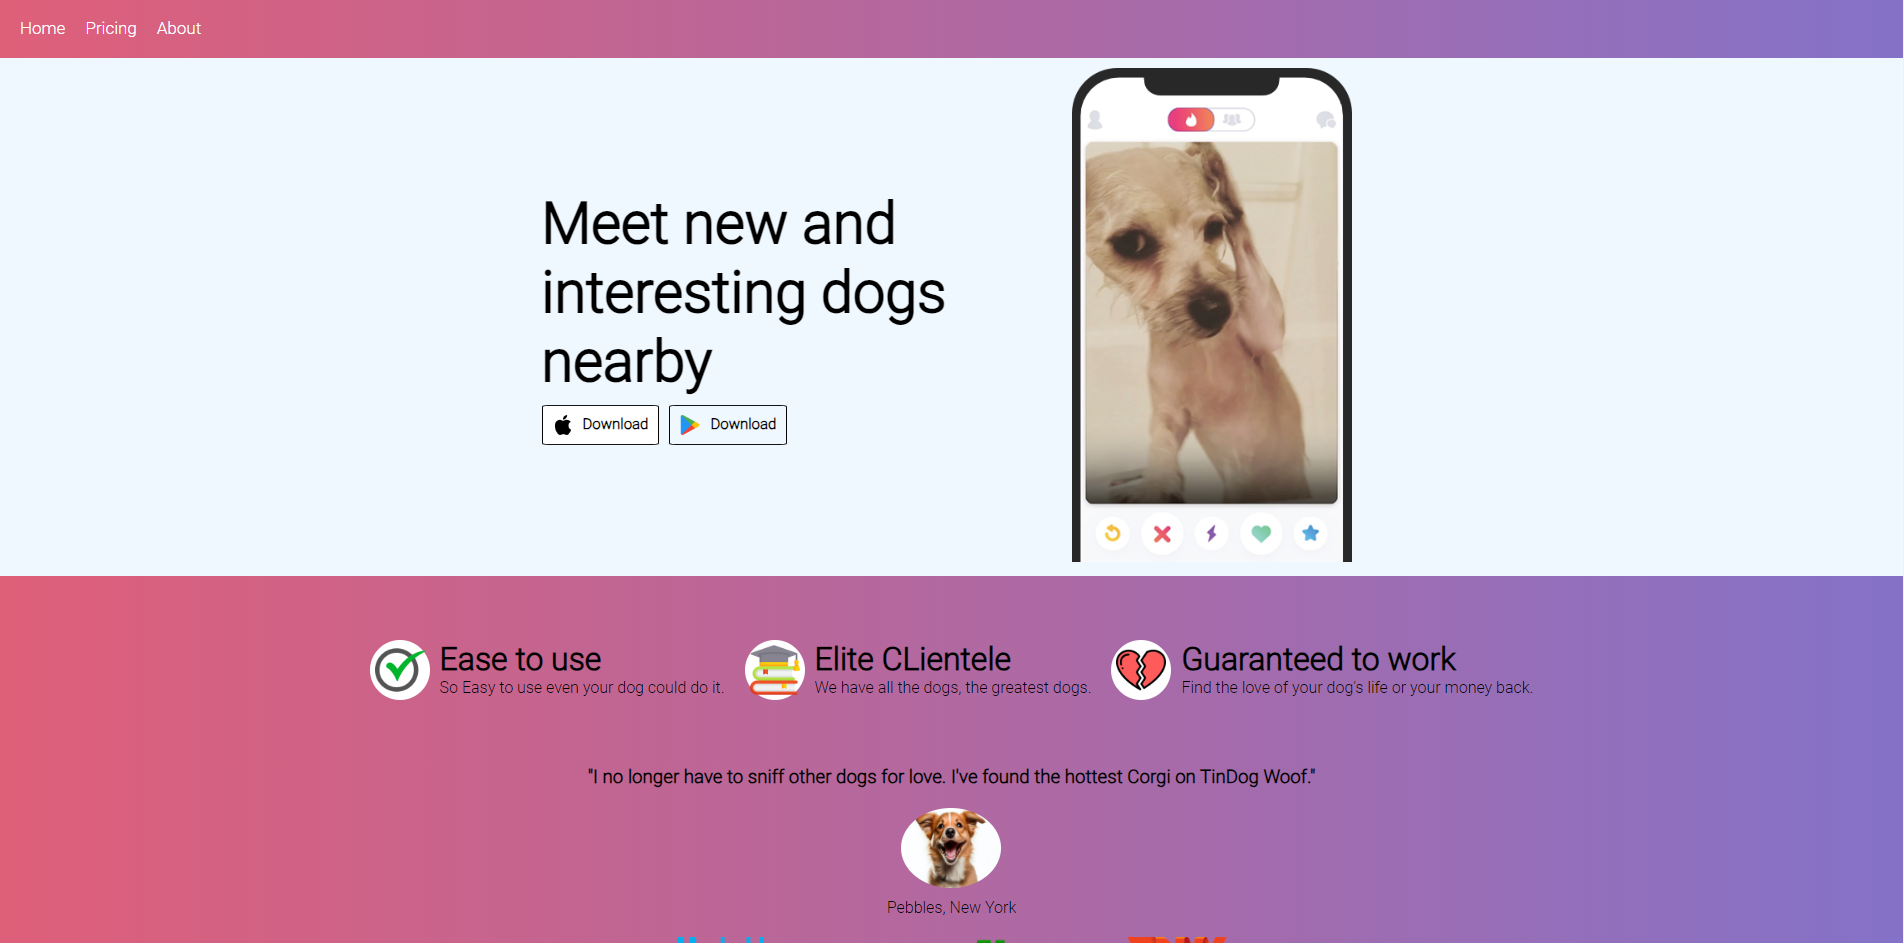 Home Pricing About
Meet new and
interesting dogs
nearby
Download Download
Ease to use
So Easy to use even your dog could do it.
Elite CLientele
We have all the dogs, the greatest dogs.
Guaranteed to work
Find the love of your dog's life or your money back.
"I no longer have to sniff other dogs for love. I've found the hottest Corgi on TinDog Woof."
Pebbles, New York